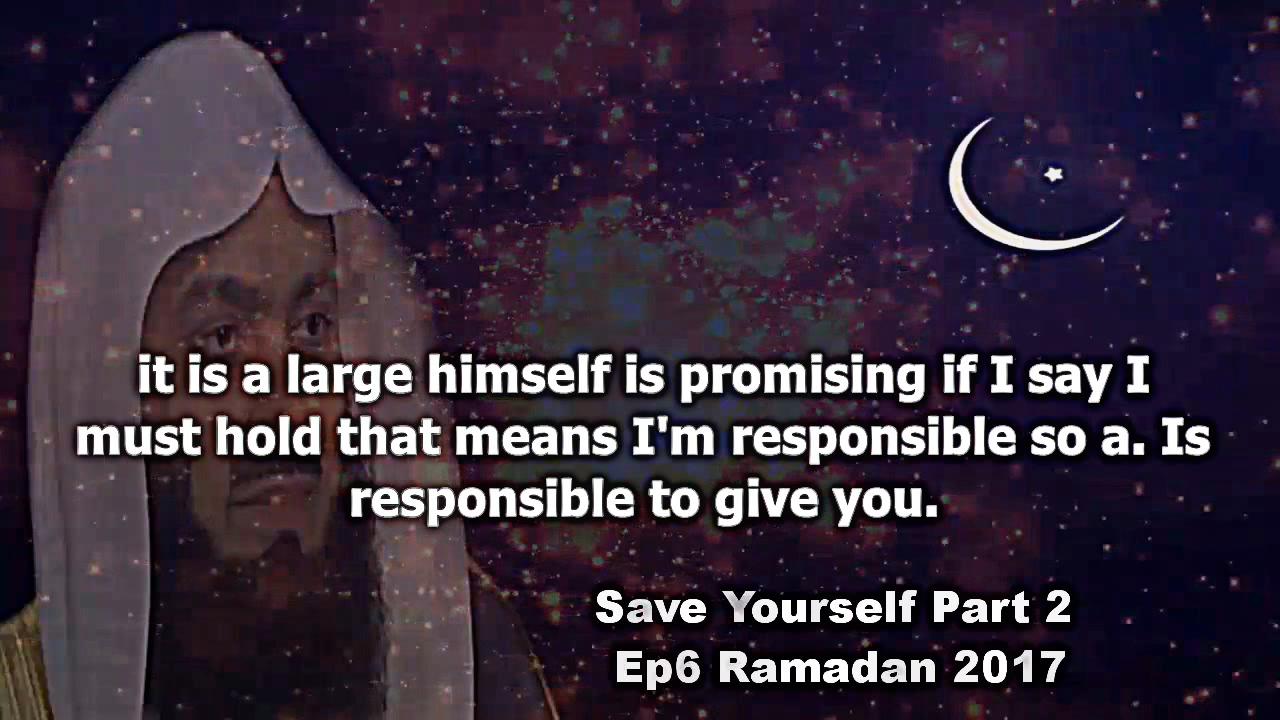 it is a large himself is promising if I say I
must hold that means I'm responsible so a. Is
responsible to give you.
Save Yourself Part 2
Ep6 Ramadan 2017